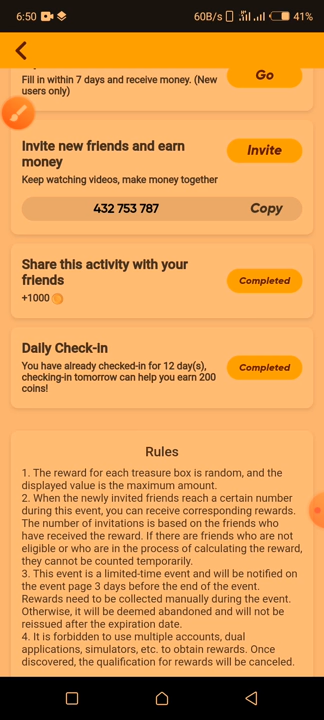 6:50
60B/s
41%
Fill in within 7 days and receive money. (New
users only)
Go
Invite new friends and earn
money
Invite
Keep watching videos, make money together
432 753 787
Copy
Share this activity with your
friends
Completed
+1000
Daily Check-in
You have already checked-in for 12 day(s),
checking-in tomorrow can help you earn 200
coins!
Completed
Rules
1. The reward for each treasure box is random, and the
displayed value is the maximum amount.
2. When the newly invited friends reach a certain number
during this event, you can receive corresponding rewards.
The number of invitations is based on the friends who
have received the reward. If there are friends who are not
eligible or who are in the process of calculating the reward,
they cannot be counted temporarily.
3. This event is a limited-time event and will be notified on
the event page 3 days before the end of the event.
Rewards need to be collected manually during the event.
Otherwise, it will be deemed abandoned and will not be
reissued after the expiration date.
4. It is forbidden to use multiple accounts, dual
applications, simulators, etc. to obtain rewards. Once
discovered, the qualification for rewards will be canceled.